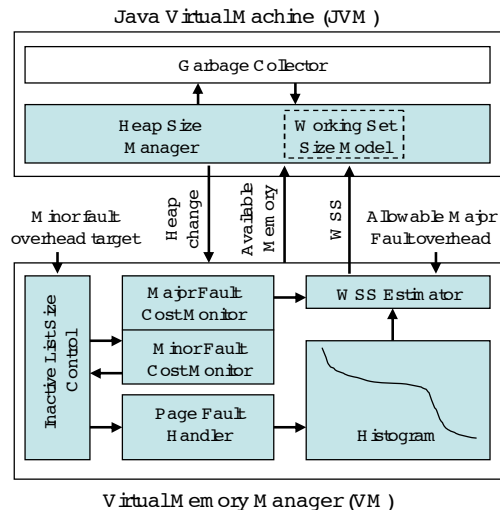 Java Virtual Machine (JVM)
Garbage Collector
Heap Size
Manager
Working Set
Size Model
Minor fault
overhead target
Heap
change
Available
Memory
WSS
Allowable Major
Fault overhead
Inactive List Size
Control
Major Fault
Cost Monitor
Minor Fault
Cost Monitor
WSS Estimator
Page Fault
Handler
Histogram
Virtual Memory Manager (VM)